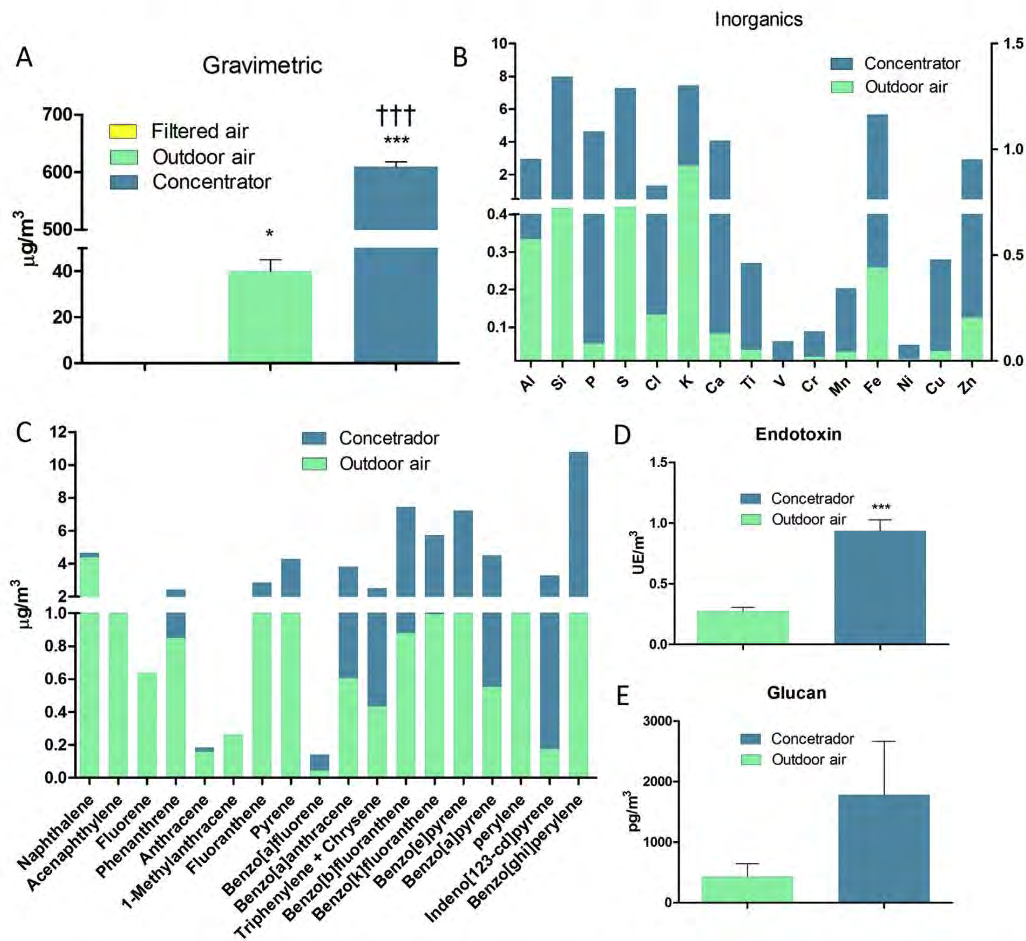 A
Gravimetric
Filtered air
Outdoor air
Concentrator
†††
***
*
µg/m³
700
600
500
40
20
0
B
Inorganics
Concentrator
Outdoor air
10
8
6
4
2
0.4
0.3
0.2
0.1
1.5
1.0
0.5
0.0
Al Si P S Cl K Ca Ti V Cr Mn Fe Ni Cu Zn
C
Concetrador
Outdoor air
µg/m³
12
10
8
6
4
2
1.0
0.8
0.6
0.4
0.2
0.0
Naphthalene
Acenaphthylene
Fluorene
Phenanthrene
Anthracene
1-Methylanthracene
Fluoranthene
Pyrene
Benzo[a]fluorene
Benzo[a]anthracene
Triphenylene + Chrysene
Benzo[b]fluoranthene
Benzo[k]fluoranthene
Benzo[e]pyrene
Benzo[a]pyrene
perylene
Indeno[123-cd]pyrene
Benzo[ghi]perylene
D
Endotoxin
Concetrador
Outdoor air
***
UE/m³
1.5
1.0
0.5
0.0
E
Glucan
Concetrador
Outdoor air
pg/m³
3000
2000
1000
0